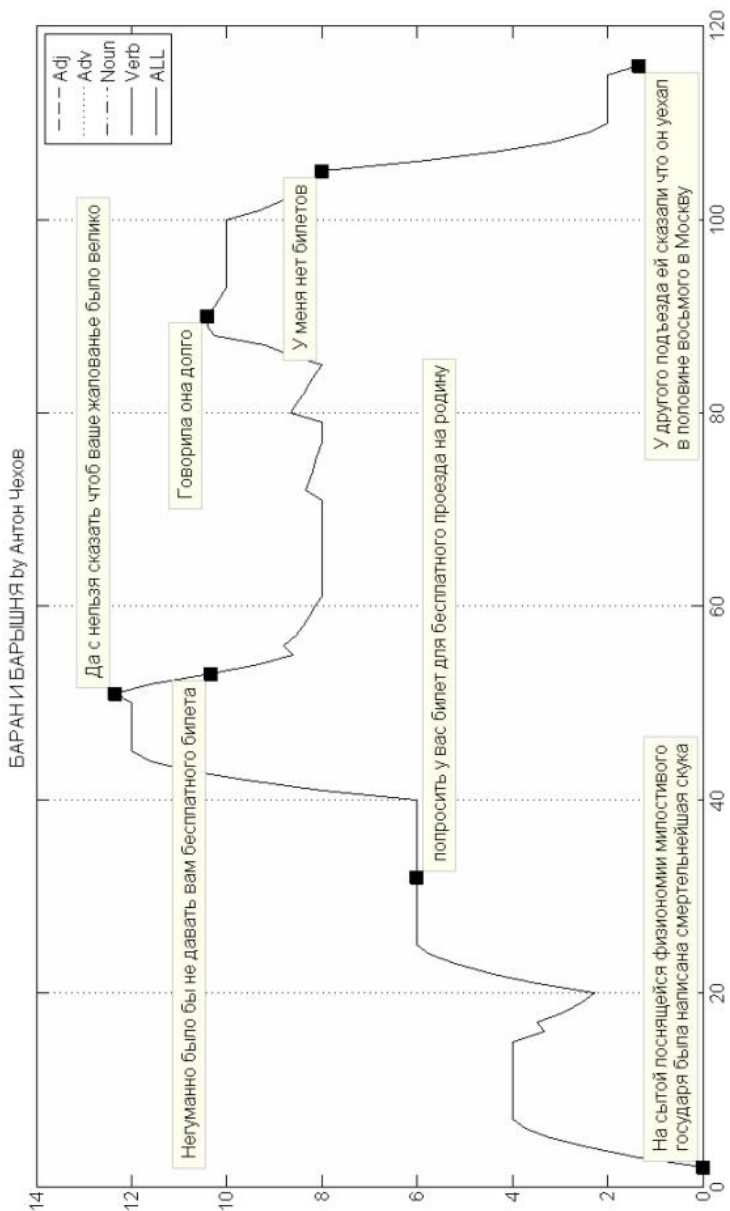 БАРАН И БАРЫШНЯ by Антон Чехов
14
12
10
8
6
4
2
0
0
20
40
60
80
100
120
Adj
Adv
Noun
Verb
ALL
Да с нельзя сказать чтоб ваше жалованье было велико
Негуманно было бы не давать вам бесплатного билета
Говорила она долго
У меня нет билетов
попросить у вас билет для бесплатного проезда на родину
На сытой лоснящейся физиономии милостивого
государя была написана смертельнейшая скука
У другого подъезда ей сказали что он уехал
в половине восьмого в Москву